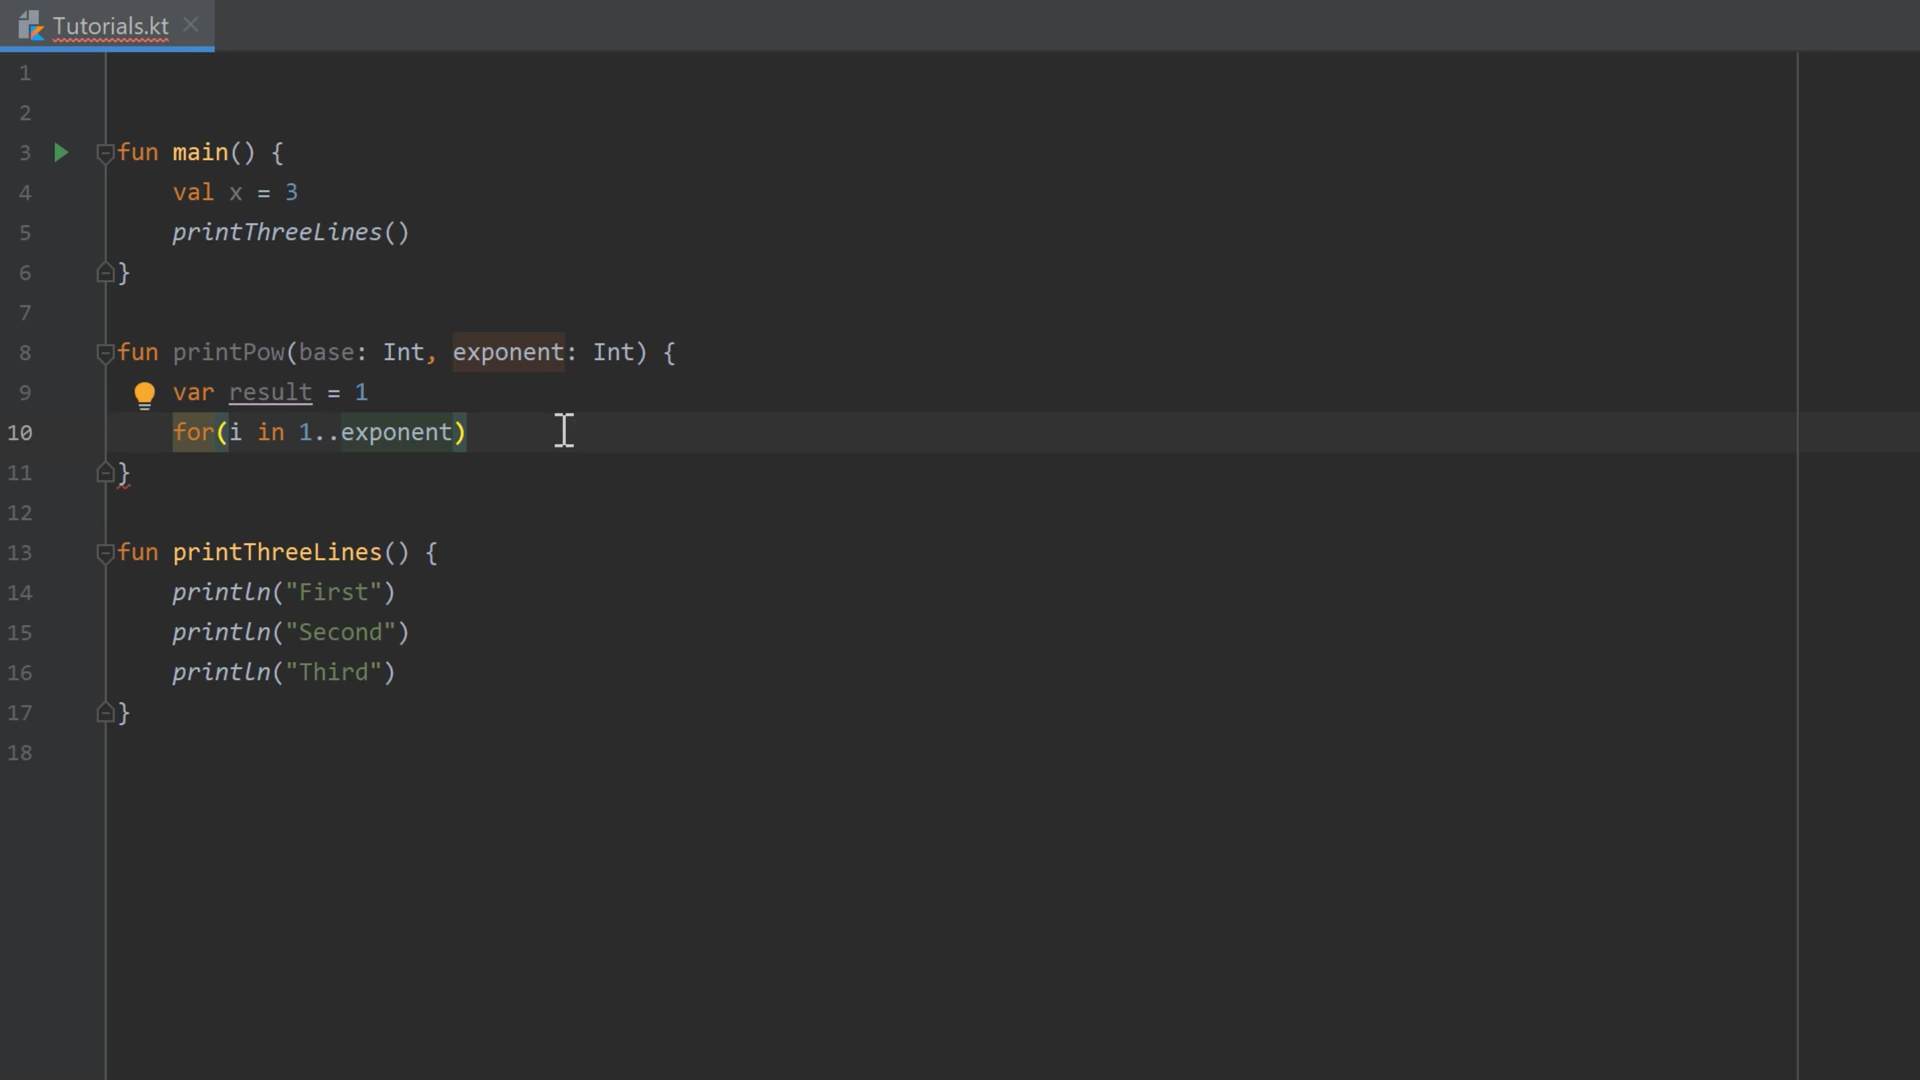 Tutorials.kt
1
2
3 fun main() {
4 val x = 3
5 printThreeLines()
6 }
7
8 fun printPow(base: Int, exponent: Int) {
9 var result = 1
10 for(i in 1..exponent)
11 }
12
13 fun printThreeLines() {
14 println("First")
15 println("Second")
16 println("Third")
17 }
18